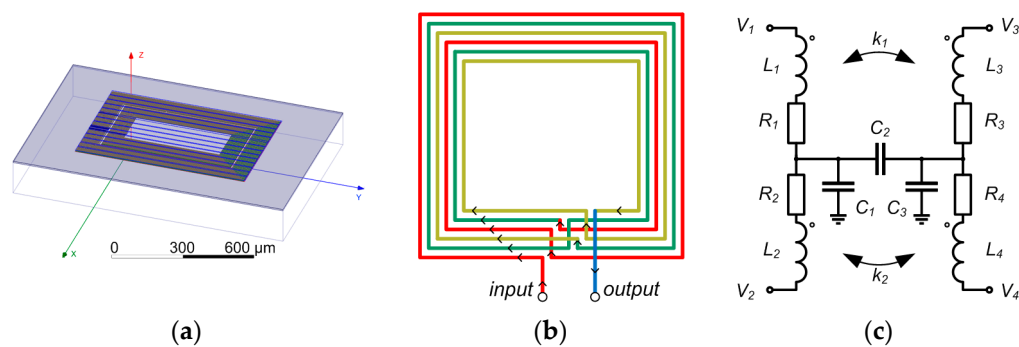 Z
Y
X
0 300 600 μm
input output
V1 V3
k1
L1 L3
R1 R3
C2
R2 R4
C1 C3
L2 L4
k2
V2 V4
(a) (b) (c)